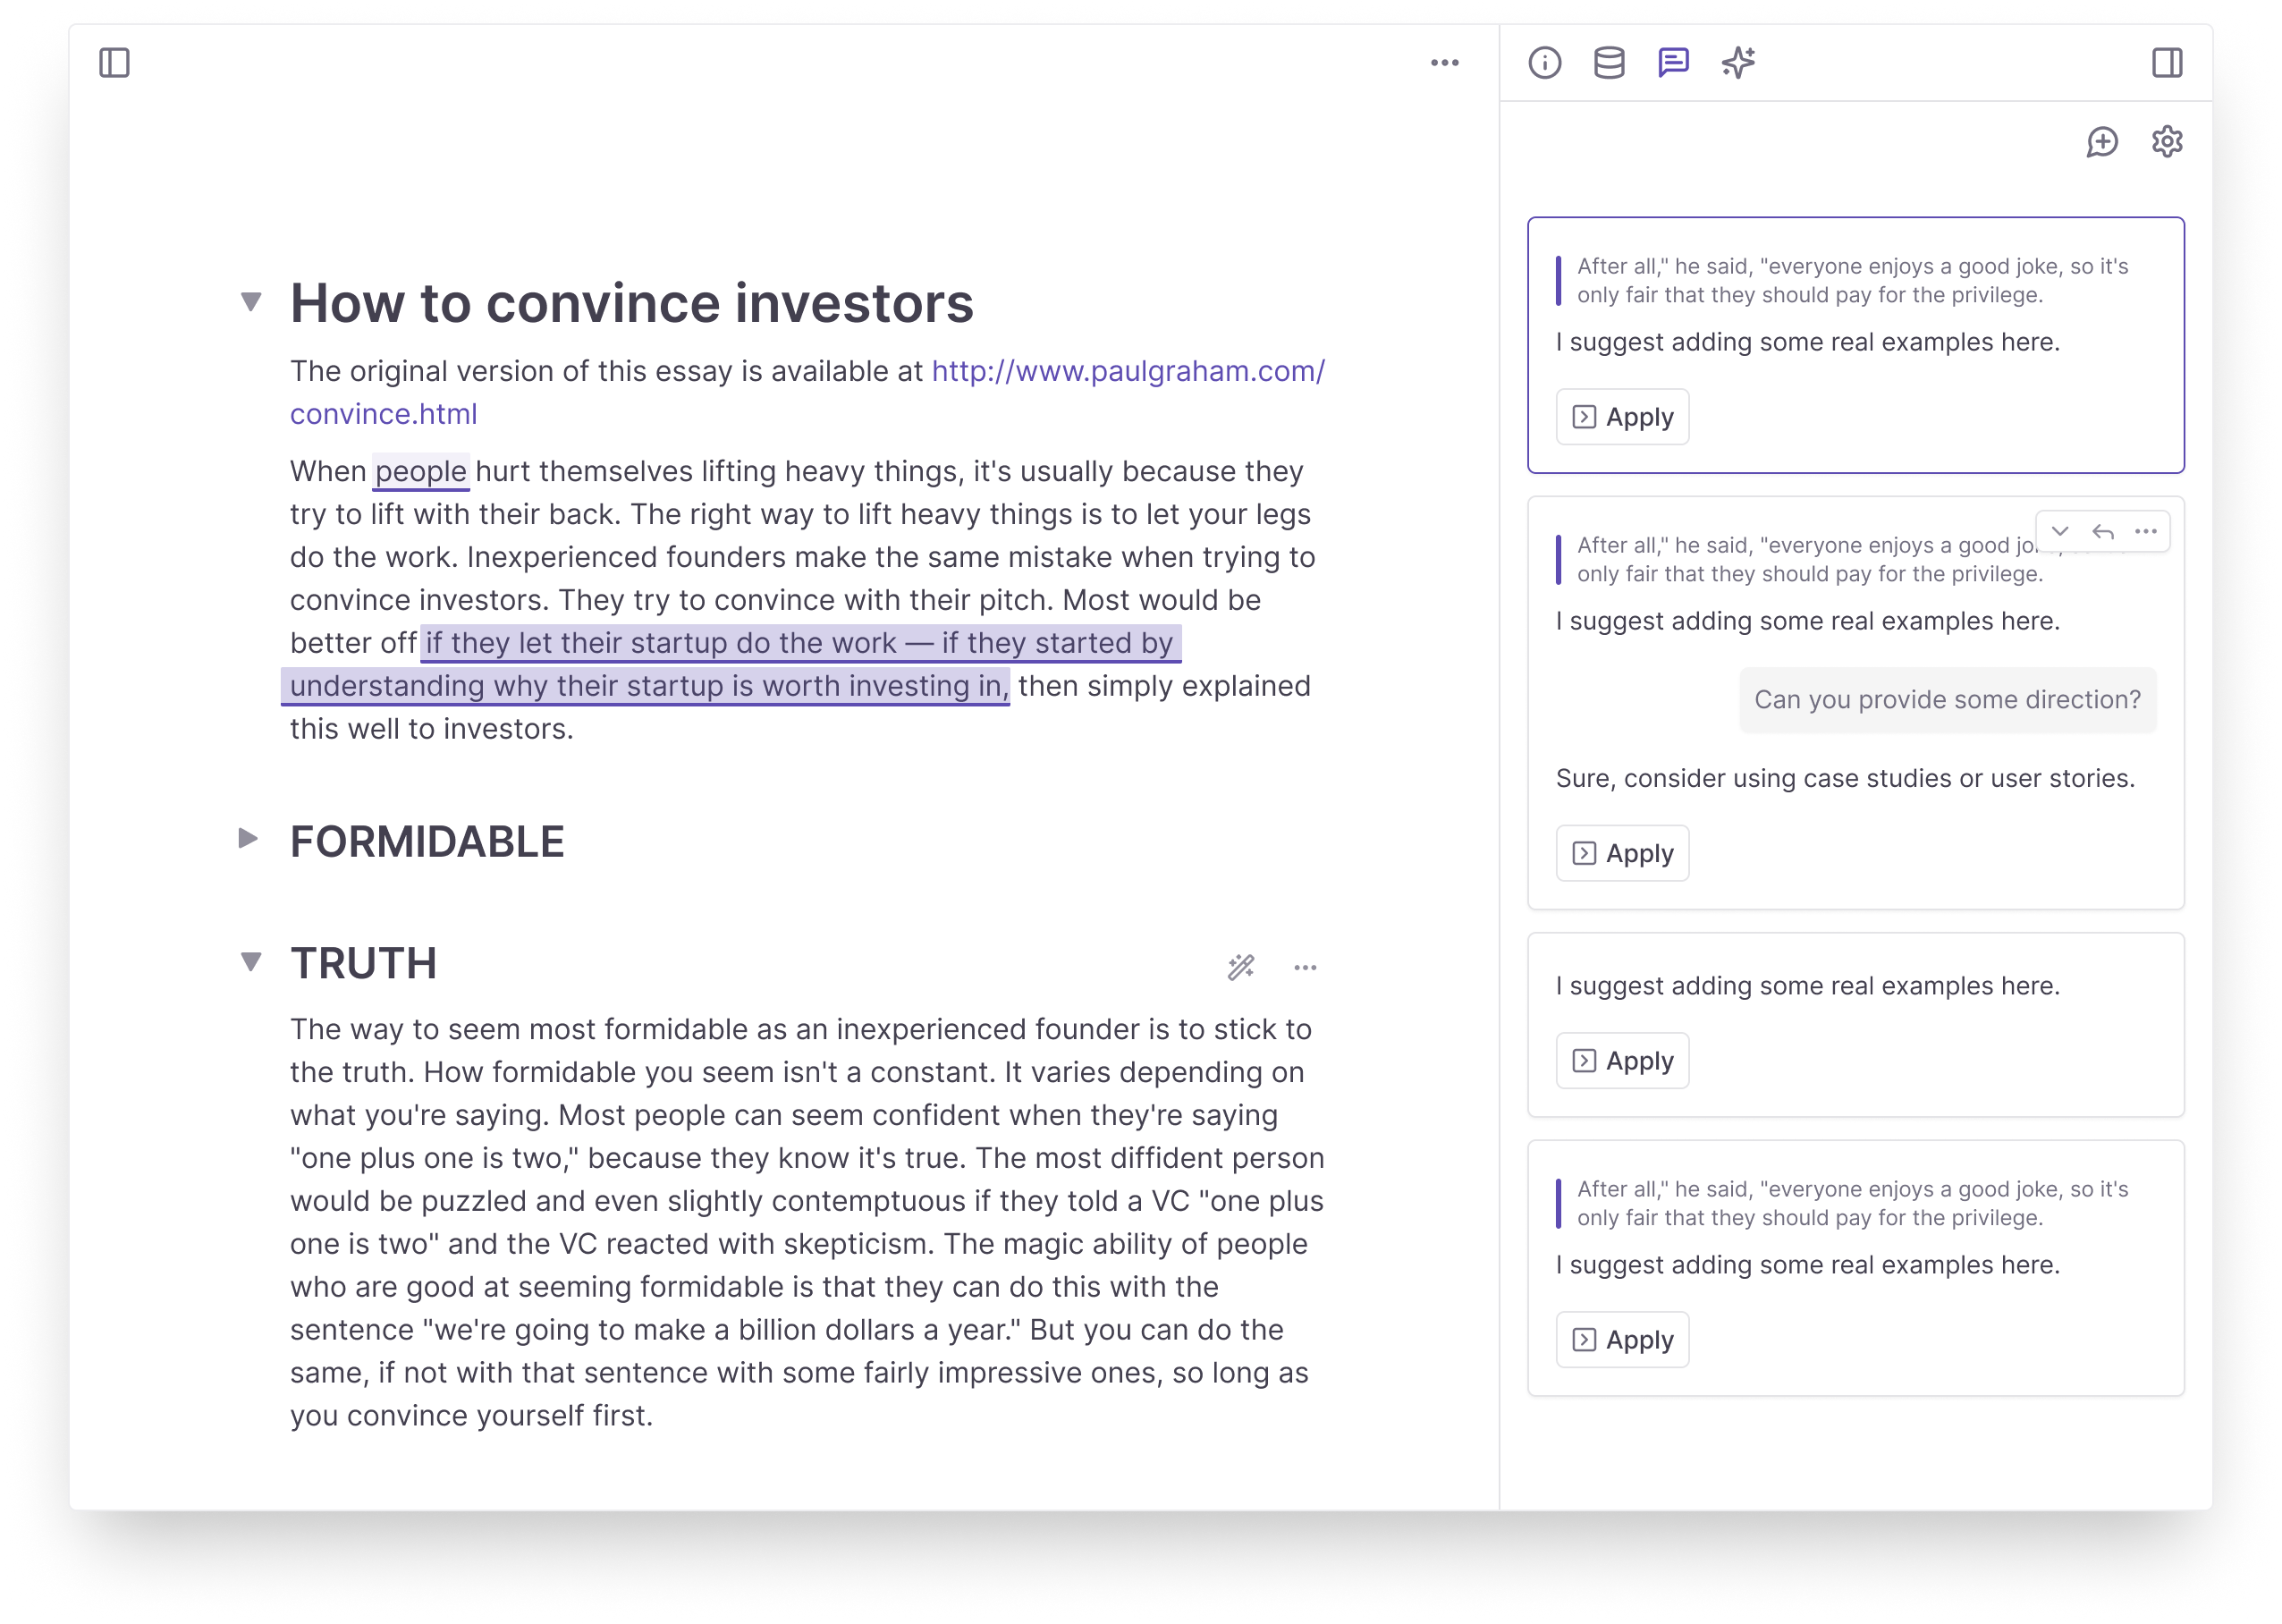 How to convince investors
The original version of this essay is available at http://www.paulgraham.com/
convince.html
When people hurt themselves lifting heavy things, it's usually because they
try to lift with their back. The right way to lift heavy things is to let your legs
do the work. Inexperienced founders make the same mistake when trying to
convince investors. They try to convince with their pitch. Most would be
better off if they let their startup do the work — if they started by
understanding why their startup is worth investing in, then simply explained
this well to investors.
FORMIDABLE
TRUTH
The way to seem most formidable as an inexperienced founder is to stick to
the truth. How formidable you seem isn't a constant. It varies depending on
what you're saying. Most people can seem confident when they're saying
"one plus one is two," because they know it's true. The most diffident person
would be puzzled and even slightly contemptuous if they told a VC "one plus
one is two" and the VC reacted with skepticism. The magic ability of people
who are good at seeming formidable is that they can do this with the
sentence "we're going to make a billion dollars a year." But you can do the
same, if not with that sentence with some fairly impressive ones, so long as
you convince yourself first.
After all," he said, "everyone enjoys a good joke, so it's
only fair that they should pay for the privilege.
I suggest adding some real examples here.
Apply
After all," he said, "everyone enjoys a good
only fair that they should pay for the privilege.
I suggest adding some real examples here.
Can you provide some direction?
Sure, consider using case studies or user stories.
Apply
I suggest adding some real examples here.
Apply
After all," he said, "everyone enjoys a good joke, so it's
only fair that they should pay for the privilege.
I suggest adding some real examples here.
Apply